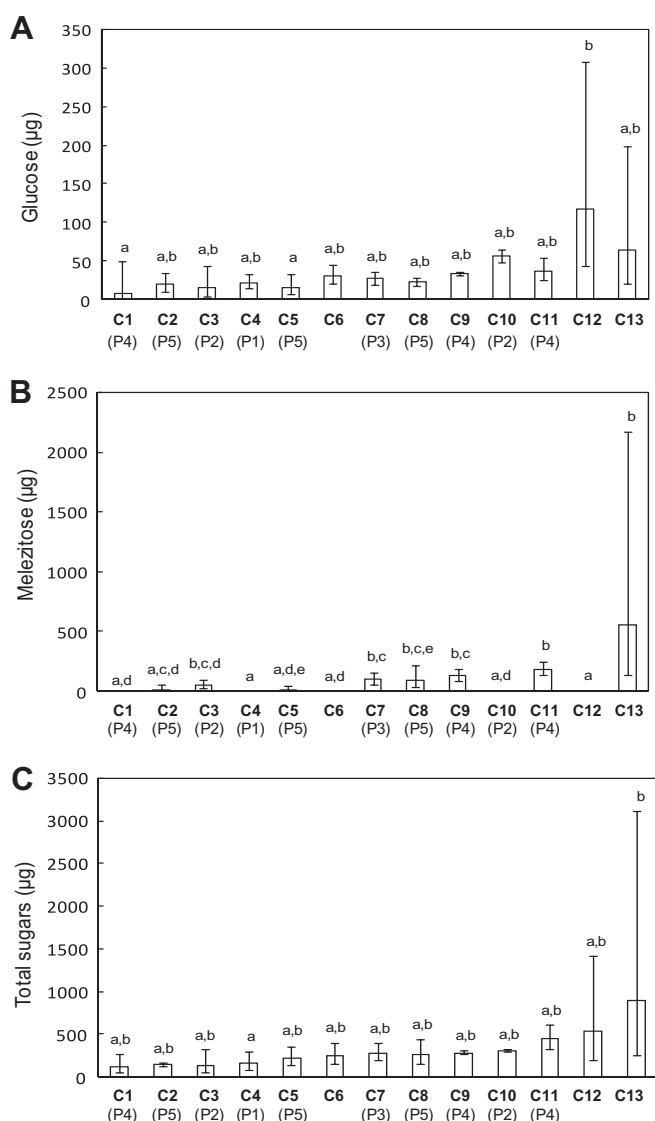 A
Glucose (µg)
350
300
250
200
150
100
50
0
a
a,b
a,b
a,b
a
a,b
a,b
a,b
a,b
a,b
a,b
b
a,b
C1 C2 C3 C4 C5 C6 C7 C8 C9 C10 C11 C12 C13
(P4) (P5) (P2) (P1) (P5) (P3) (P5) (P4) (P2) (P4)
B
Melezitose (µg)
2500
2000
1500
1000
500
0
a,d
a,c,d
b,c,d
a
a,d,e
a,d
b,c
b,c,e
b,c
a,d
b
a
b
C1 C2 C3 C4 C5 C6 C7 C8 C9 C10 C11 C12 C13
(P4) (P5) (P2) (P1) (P5) (P3) (P5) (P4) (P2) (P4)
C
Total sugars (µg)
3500
3000
2500
2000
1500
1000
500
0
a,b
a,b
a,b
a
a,b
a,b
a,b
a,b
a,b
a,b
a,b
a,b
b
C1 C2 C3 C4 C5 C6 C7 C8 C9 C10 C11 C12 C13
(P4) (P5) (P2) (P1) (P5) (P3) (P5) (P4) (P2) (P4)